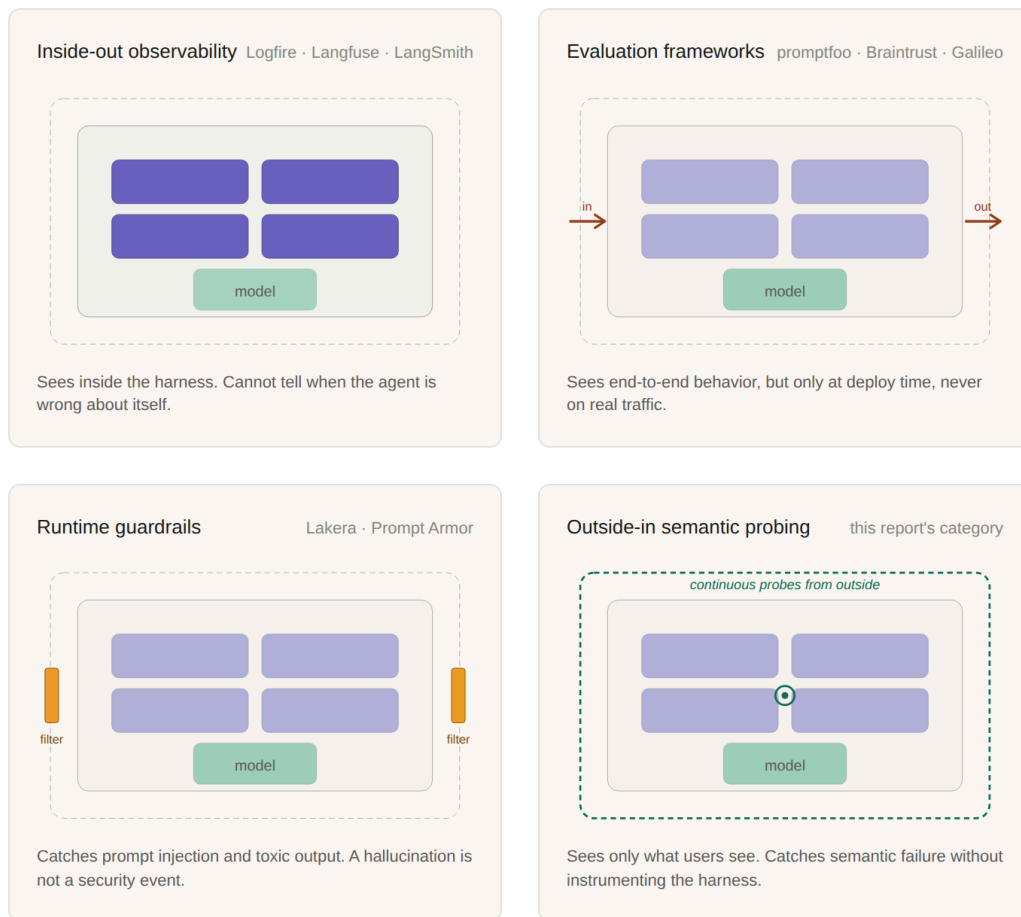 Inside-out observability Logfire · Langfuse · LangSmith
model
Sees inside the harness. Cannot tell when the agent is
wrong about itself.
Evaluation frameworks promptfoo · Braintrust · Galileo
in
out
model
Sees end-to-end behavior, but only at deploy time, never
on real traffic.
Runtime guardrails Lakera · Prompt Armor
filter
filter
model
Catches prompt injection and toxic output. A hallucination is
not a security event.
Outside-in semantic probing this report's category
continuous probes from outside
model
Sees only what users see. Catches semantic failure without
instrumenting the harness.